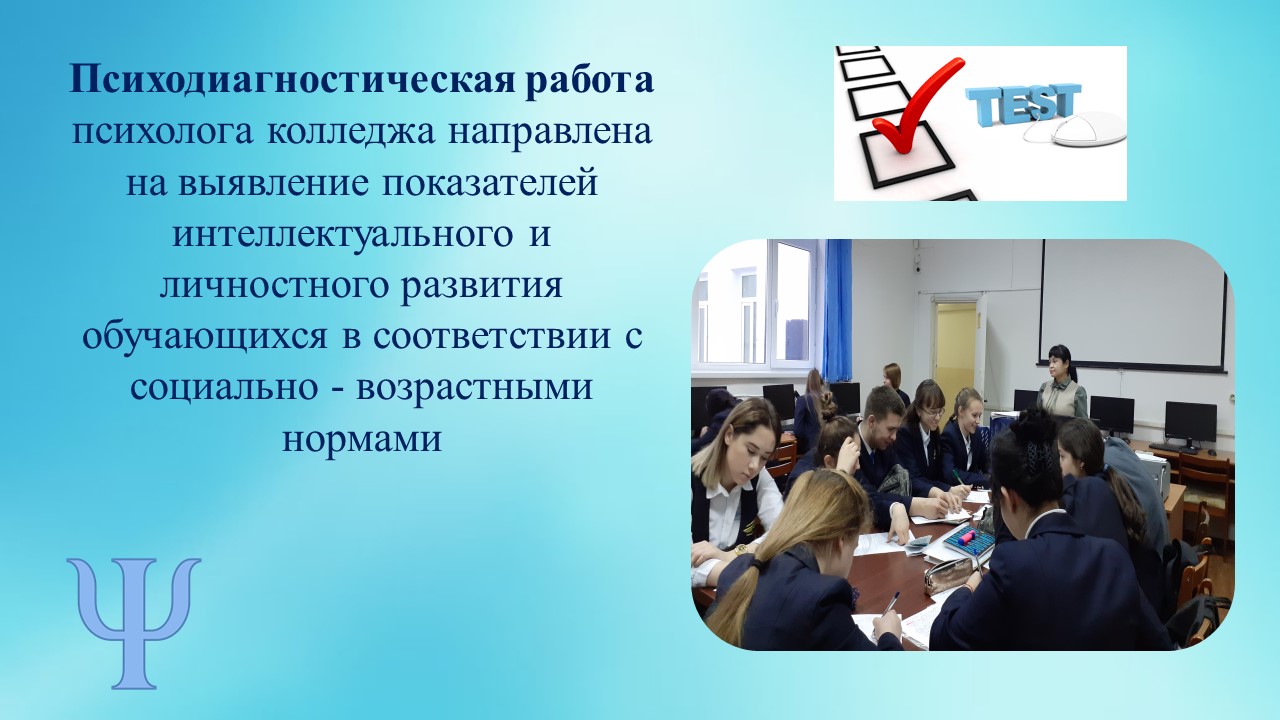 Психодиагностическая работа
психолога колледжа направлена
на выявление показателей
интеллектуального и
личностного развития
обучающихся в соответствии с
социально - возрастными
нормами
TEST
Ψ